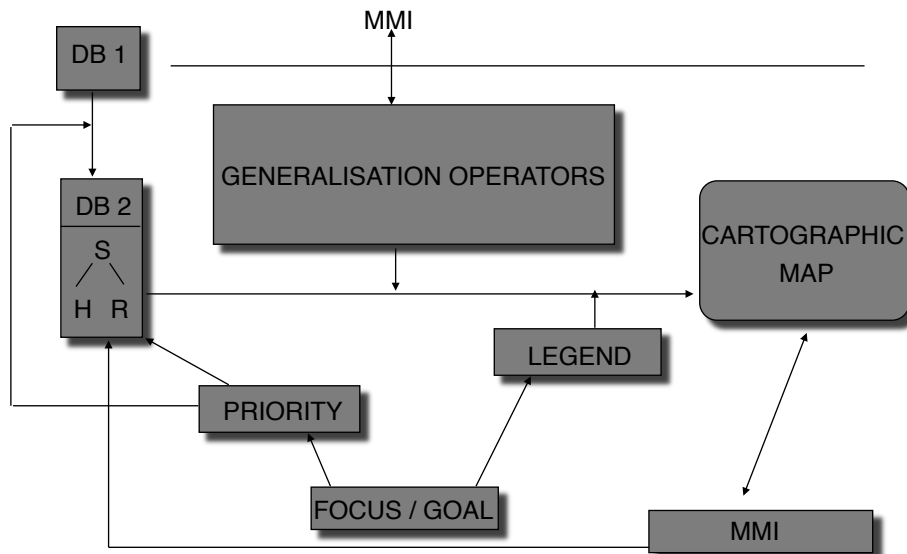 MMI
DB 1
GENERALISATION OPERATORS
DB 2
S
H R
CARTOGRAPHIC
MAP
LEGEND
PRIORITY
FOCUS / GOAL
MMI